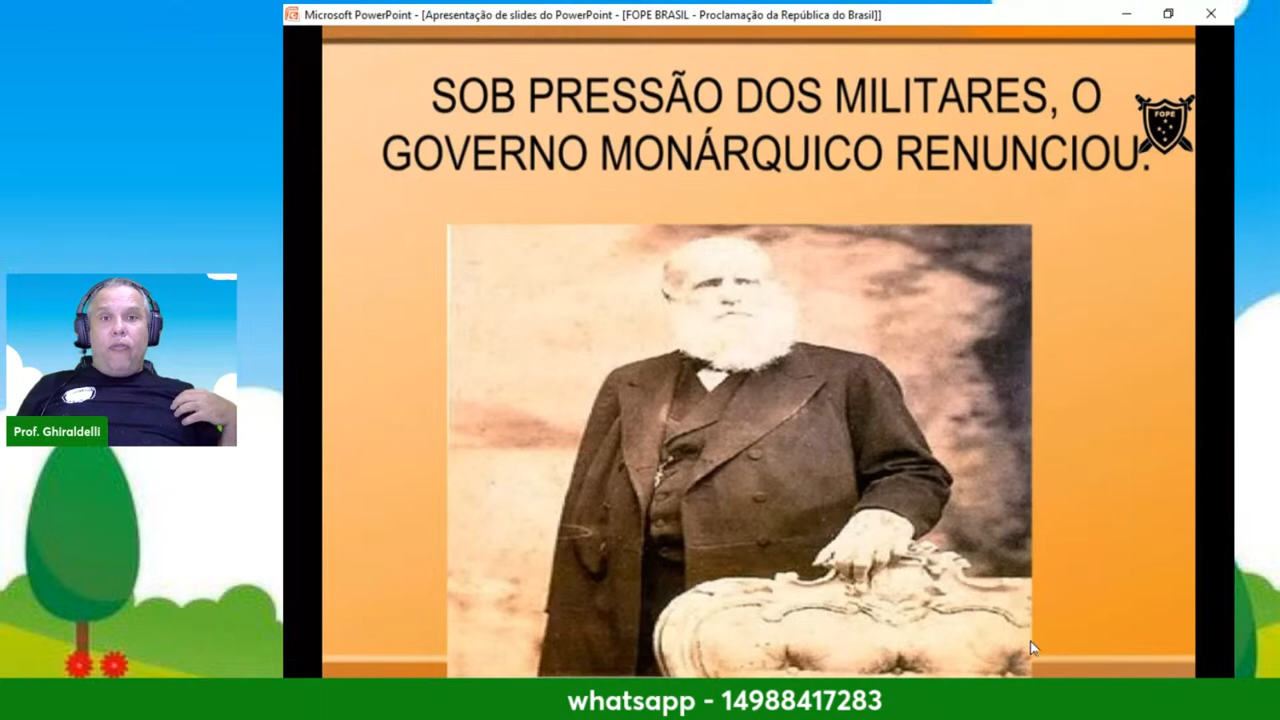 Microsoft PowerPoint - [Apresentação de slides do PowerPoint - [FOPE BRASIL - Proclamação da República do Brasil]]
SOB PRESSÃO DOS MILITARES, O
GOVERNO MONÁRQUICO RENUNCIOU.
FOPE
Prof. Ghiraldelli
whatsapp - 14988417283